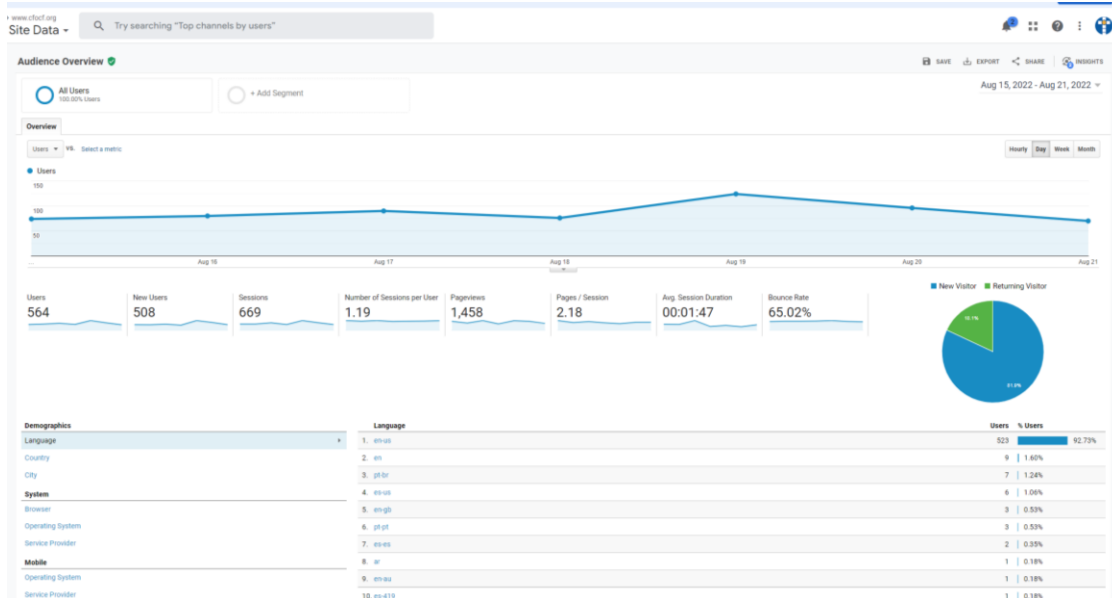 www.cfocf.org
Site Data
Try searching "Top channels by users"
Audience Overview
SAVE EXPORT SHARE INSIGHTS
All Users
100.00% Users
+ Add Segment
Aug 15, 2022 - Aug 21, 2022
Overview
Users VS. Select a metric
Hourly Day Week Month
Users
150
100
50
... Aug 16 Aug 17 Aug 18 Aug 19 Aug 20 Aug 21
New Visitor Returning Visitor
Users New Users Sessions Number of Sessions per User Pageviews Pages / Session Avg. Session Duration Bounce Rate
564 508 669 1.19 1,458 2.18 00:01:47 65.02%
Demographics
Language
Country
City
System
Browser
Operating System
Service Provider
Mobile
Operating System
Service Provider
Language Users % Users
1. en-us 523 92.73%
2. en 9 1.60%
3. pt-br 7 1.24%
4. es-us 6 1.06%
5. en-gb 3 0.53%
6. pt-pt 3 0.53%
7. es-es 2 0.35%
8. ar 1 0.18%
9. en-au 1 0.18%
10. es-419 1 0.18%